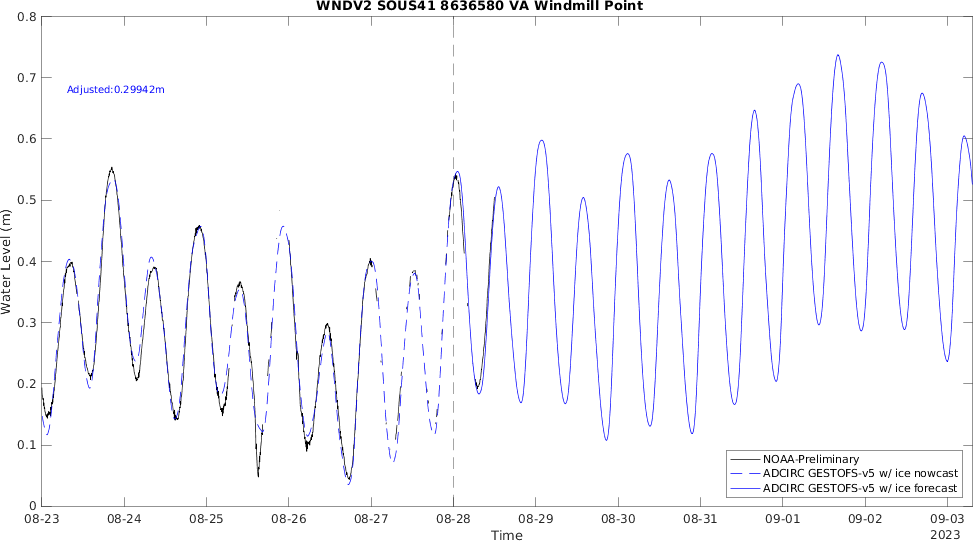 WNDV2 SOUS41 8636580 VA Windmill Point
0.8
0.7
0.6
0.5
0.4
0.3
0.2
0.1
0
Water Level (m)
Adjusted:0.29942m
NOAA-Preliminary
ADCIRC GESTOFS-v5 w/ ice nowcast
ADCIRC GESTOFS-v5 w/ ice forecast
08-23 08-24 08-25 08-26 08-27 08-28 08-29 08-30 08-31 09-01 09-02 09-03
Time
2023